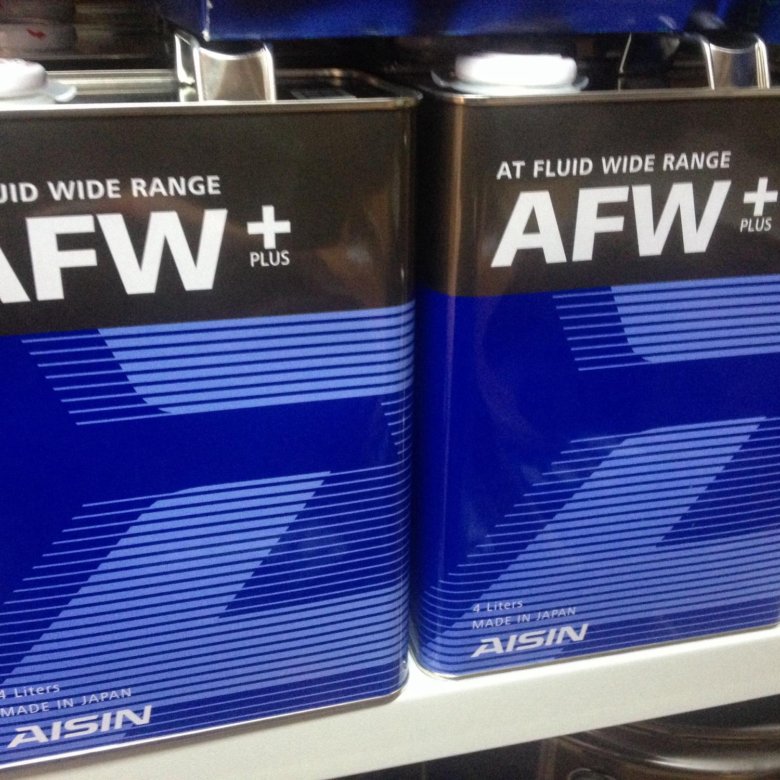 UID WIDE RANGE
AFW+
PLUS
4 Liters
MADE IN JAPAN
AISIN
AT FLUID WIDE RANGE
AFW+
PLUS
4 Liters
MADE IN JAPAN
AISIN